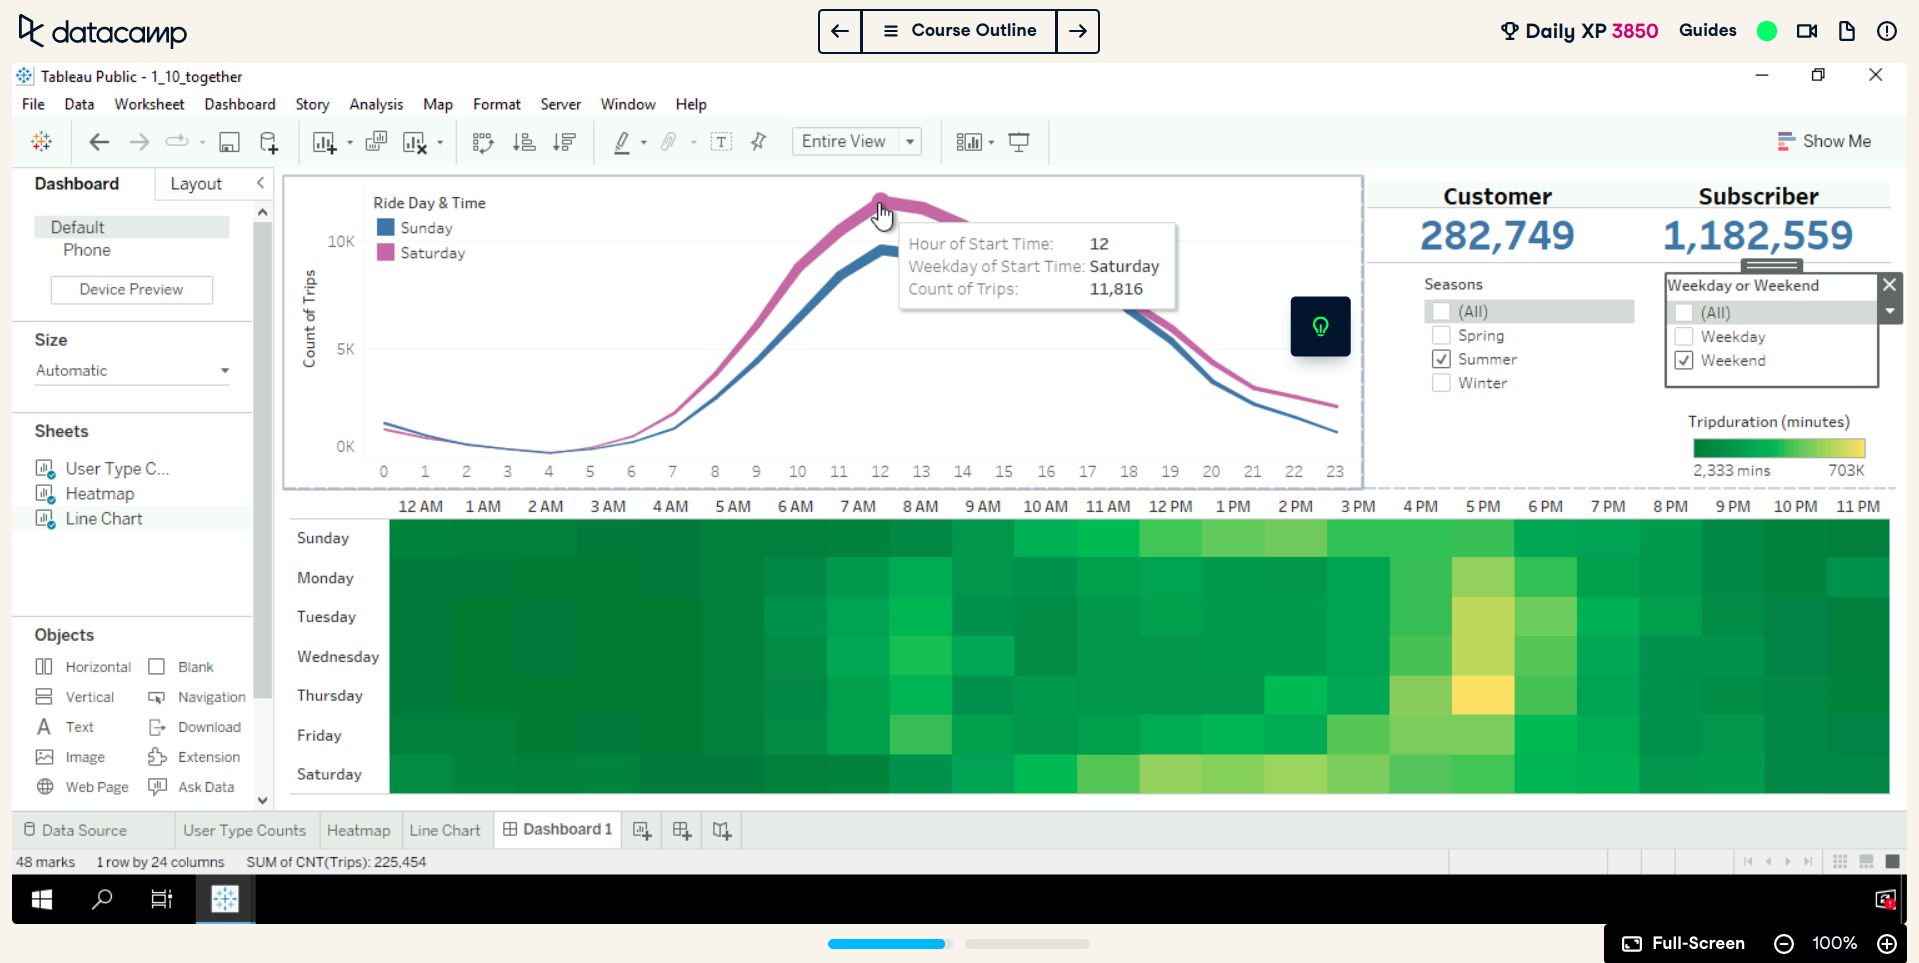 datacamp
Course Outline
Daily XP 3850 Guides
Tableau Public - 1_10_together
File Data Worksheet Dashboard Story Analysis Map Format Server Window Help
Entire View
Show Me
Dashboard Layout
Default
Phone
Device Preview
Size
Automatic
Sheets
User Type C...
Heatmap
Line Chart
Objects
Horizontal Blank
Vertical Navigation
Text Download
Image Extension
Web Page Ask Data
Ride Day & Time
Sunday
Saturday
Count of Trips
10K
5K
0K
0 1 2 3 4 5 6 7 8 9 10 11 12 13 14 15 16 17 18 19 20 21 22 23
Hour of Start Time: 12
Weekday of Start Time: Saturday
Count of Trips: 11,816
Customer Subscriber
282,749 1,182,559
Seasons
(All)
Spring
Summer
Winter
Weekday or Weekend
(All)
Weekday
Weekend
Tripduration (minutes)
2,333 mins 703K
12 AM 1 AM 2 AM 3 AM 4 AM 5 AM 6 AM 7 AM 8 AM 9 AM 10 AM 11 AM 12 PM 1 PM 2 PM 3 PM 4 PM 5 PM 6 PM 7 PM 8 PM 9 PM 10 PM 11 PM
Sunday
Monday
Tuesday
Wednesday
Thursday
Friday
Saturday
Data Source User Type Counts Heatmap Line Chart Dashboard 1
48 marks 1 row by 24 columns SUM of CNT(Trips): 225,454
Full-Screen 100%